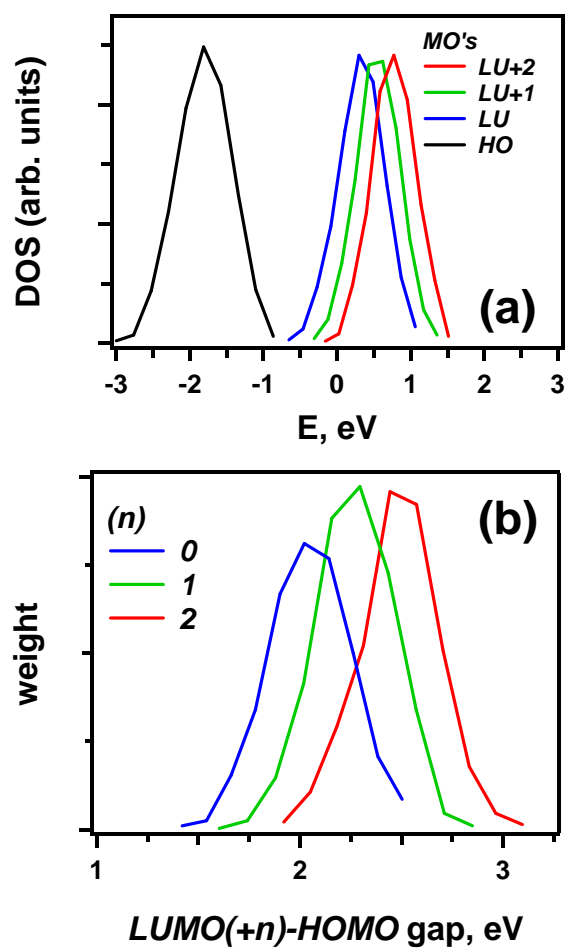 DOS (arb. units)
MO's
LU+2
LU+1
LU
HO
(a)
-3 -2 -1 0 1 2 3
E, eV
weight
(n)
0
1
2
(b)
1 2 3
LUMO(+n)-HOMO gap, eV